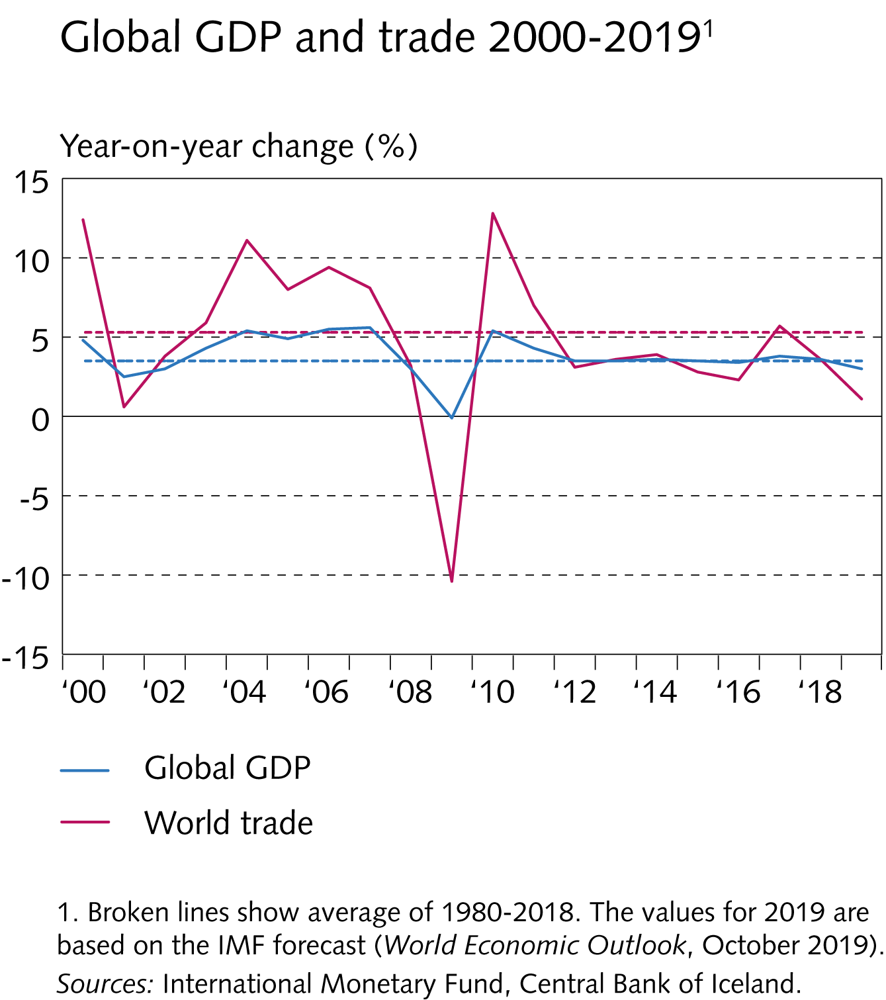 Global GDP and trade 2000-2019¹
Year-on-year change (%)
15
10
5
0
-5
-10
-15
‘00 ‘02 ‘04 ‘06 ‘08 ‘10 ‘12 ‘14 ‘16 ‘18
Global GDP
World trade
1. Broken lines show average of 1980-2018. The values for 2019 are
based on the IMF forecast (World Economic Outlook, October 2019).
Sources: International Monetary Fund, Central Bank of Iceland.